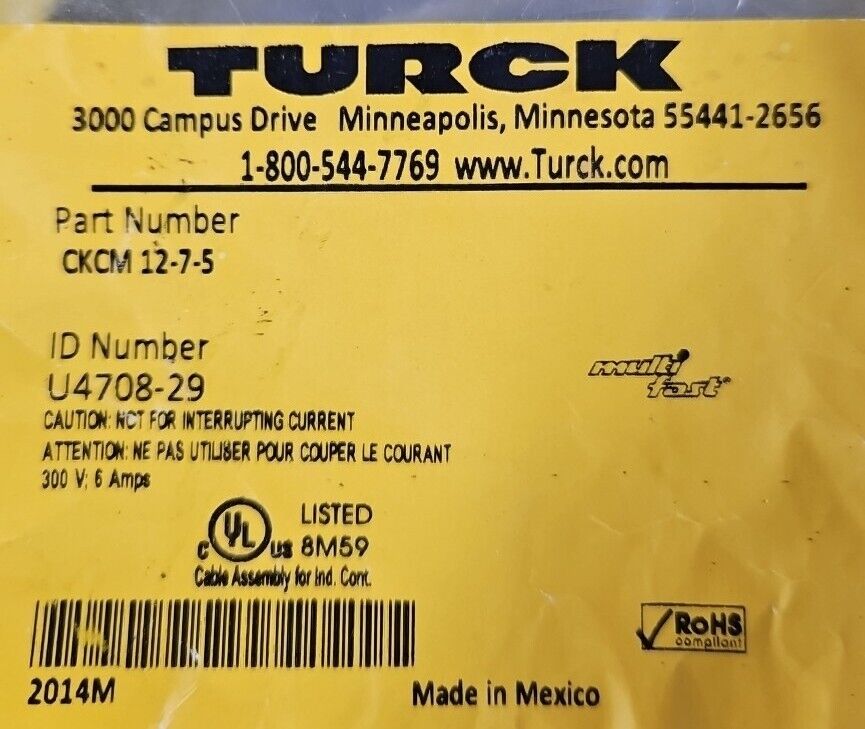 TURCK
3000 Campus Drive Minneapolis, Minnesota 55441-2656
1-800-544-7769 www.Turck.com
Part Number
CKCM 12-7-5
ID Number
U4708-29
multi fast®
CAUTION: NOT FOR INTERRUPTING CURRENT
ATTENTION: NE PAS UTILISER POUR COUPER LE COURANT
300 V; 6 Amps
c UL us LISTED
8M59
Cable Assembly for Ind. Cont.
RoHS
compliant
2014M
Made in Mexico